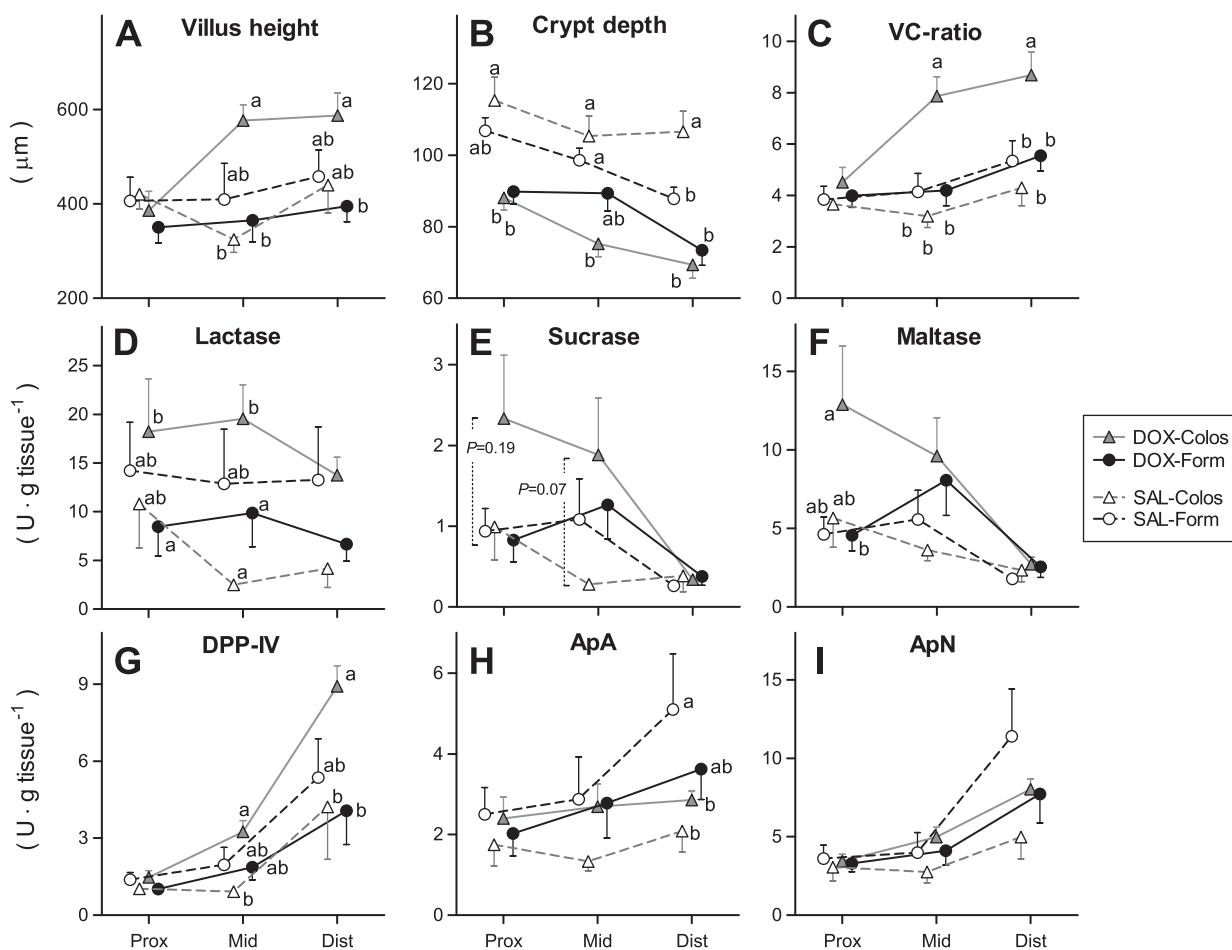 A Villus height
( μm )
600
400
200
a
a
ab
ab
ab
b
b
b
B Crypt depth
120
100
80
60
a
ab
a
a
a
b
b
b
ab
b
b
b
C VC-ratio
10
8
6
4
2
0
a
a
b
b
b
b
b
D Lactase
( U · g tissue⁻¹ )
25
20
15
10
5
0
b
b
ab
ab
ab
a
a
a
E Sucrase
3
2
1
0
P=0.19
P=0.07
F Maltase
15
10
5
0
a
ab
ab
b
DOX-Colos
DOX-Form
SAL-Colos
SAL-Form
G DPP-IV
( U · g tissue⁻¹ )
9
6
3
0
a
a
ab
ab
ab
b
b
b
Prox Mid Dist
H ApA
6
4
2
0
a
ab
b
b
Prox Mid Dist
I ApN
15
10
5
0
Prox Mid Dist